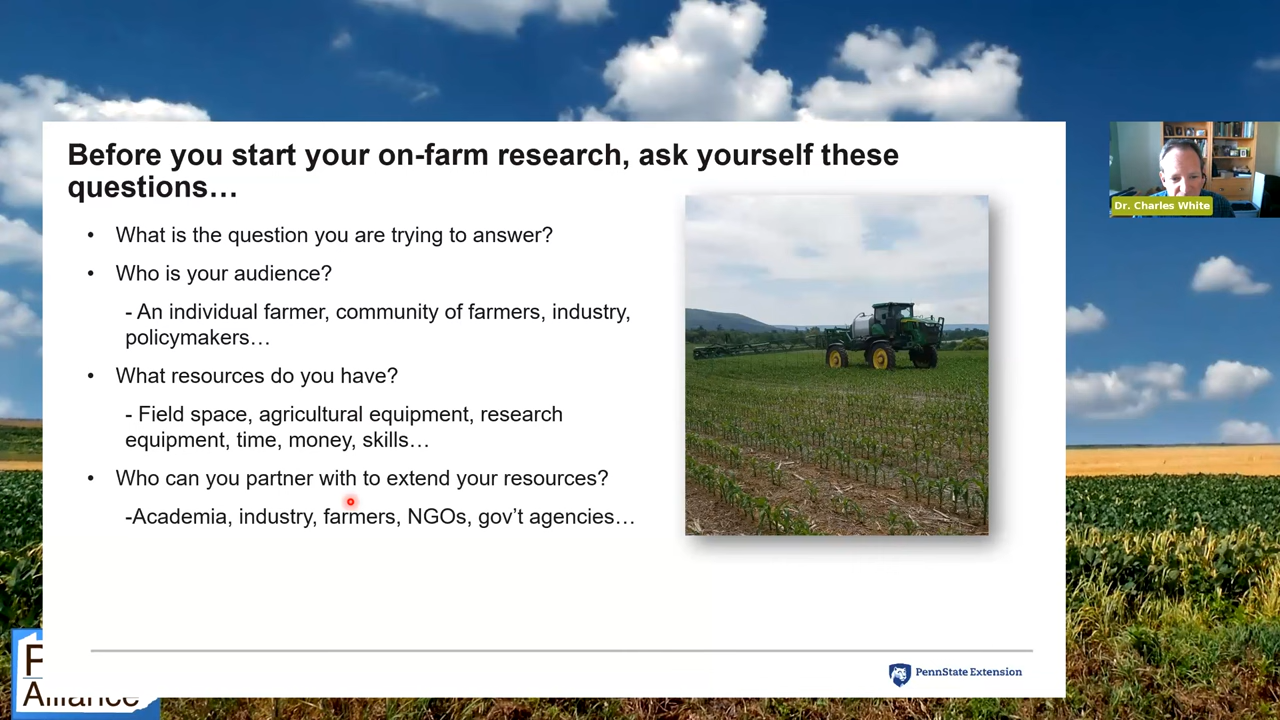 Before you start your on-farm research, ask yourself these
questions…
• What is the question you are trying to answer?
• Who is your audience?
- An individual farmer, community of farmers, industry,
policymakers…
• What resources do you have?
- Field space, agricultural equipment, research
equipment, time, money, skills…
• Who can you partner with to extend your resources?
-Academia, industry, farmers, NGOs, gov't agencies…
PennState Extension
Dr. Charles White
Alliance